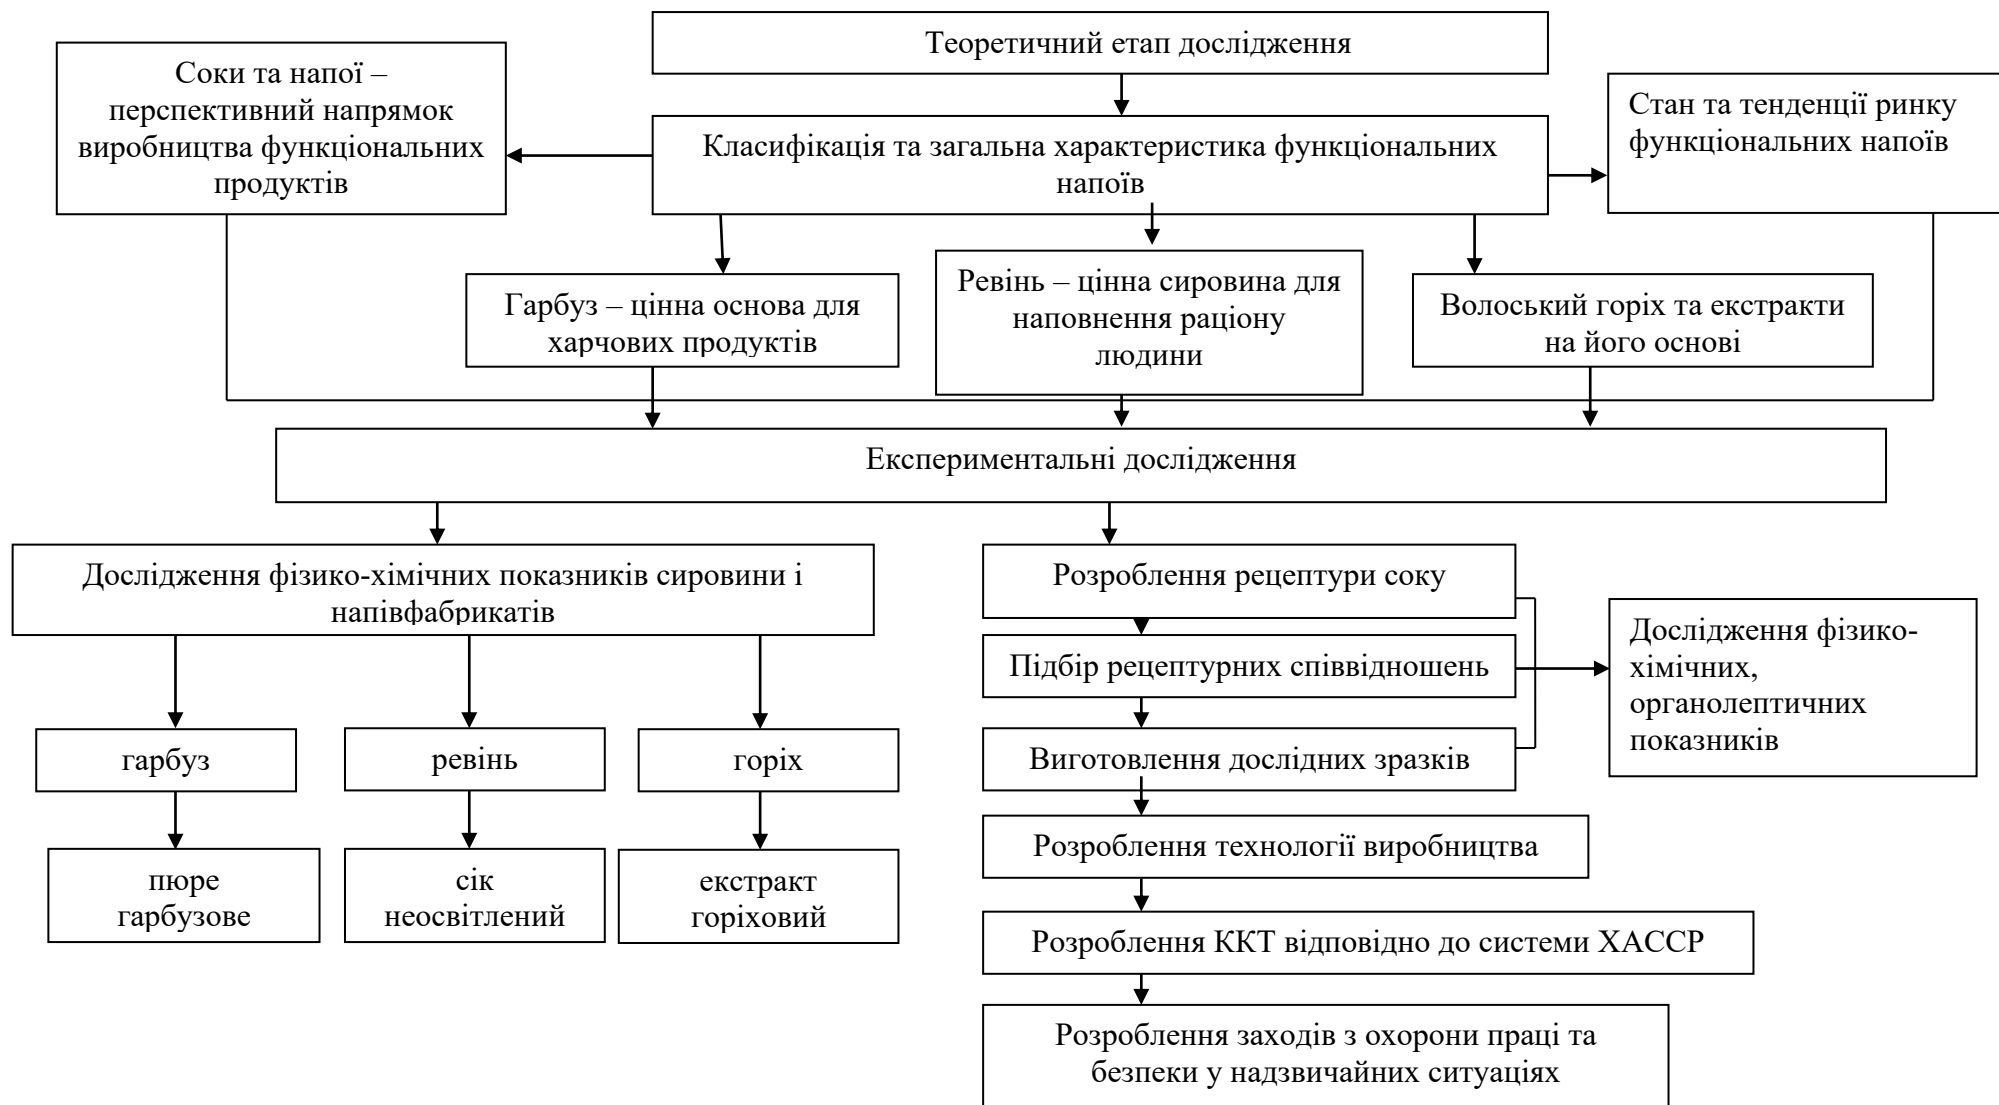 Теоретичний етап дослідження
Соки та напої –
перспективний напрямок
виробництва функціональних
продуктів
Класифікація та загальна характеристика функціональних
напоїв
Стан та тенденції ринку
функціональних напоїв
Гарбуз – цінна основа для
харчових продуктів
Ревінь – цінна сировина для
наповнення раціону
людини
Волоський горіх та екстракти
на його основі
Експериментальні дослідження
Дослідження фізико-хімічних показників сировини і
напівфабрикатів
гарбуз
ревінь
горіх
пюре
гарбузове
сік
неосвітлений
екстракт
горіховий
Розроблення рецептури соку
Підбір рецептурних співвідношень
Виготовлення дослідних зразків
Дослідження фізико-
хімічних,
органолептичних
показників
Розроблення технології виробництва
Розроблення ККТ відповідно до системи ХАССР
Розроблення заходів з охорони праці та
безпеки у надзвичайних ситуаціях